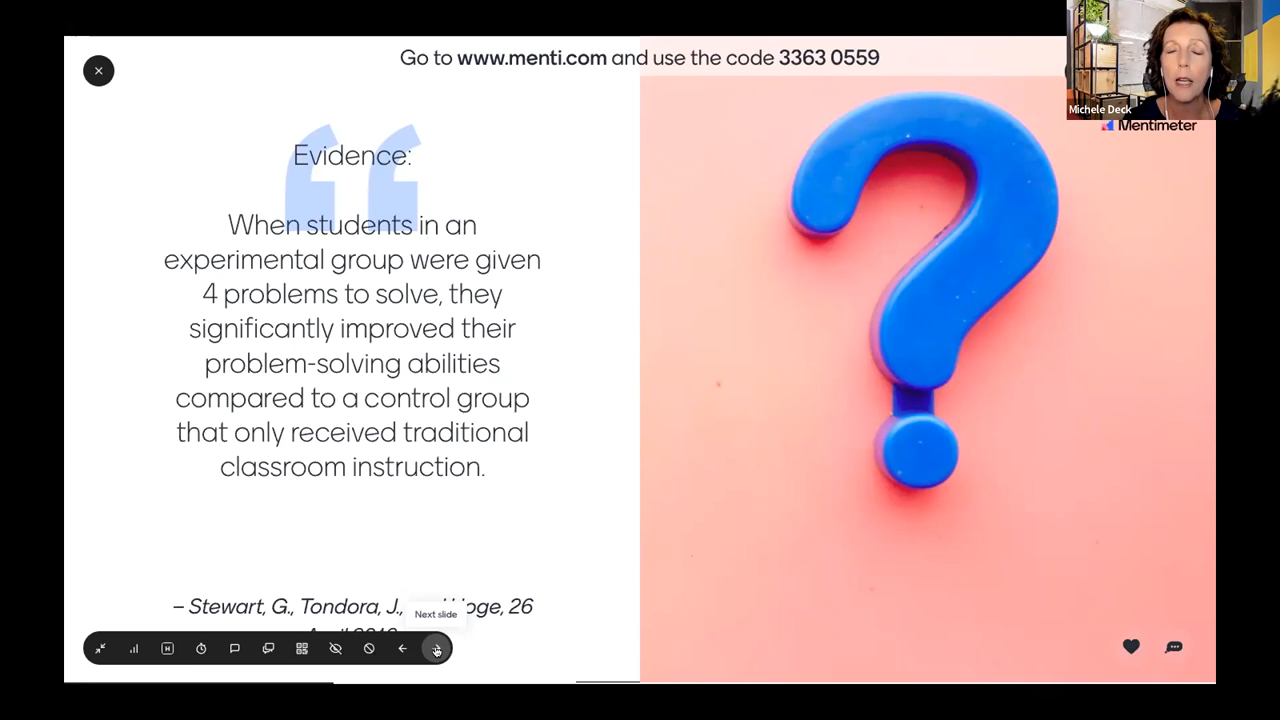 Go to www.menti.com and use the code 3363 0559
Michele Deck
Mentimeter
Evidence:
When students in an
experimental group were given
4 problems to solve, they
significantly improved their
problem-solving abilities
compared to a control group
that only received traditional
classroom instruction.
– Stewart, G., Tondora, J., oge, 26
Next slide
H